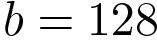 b = 128